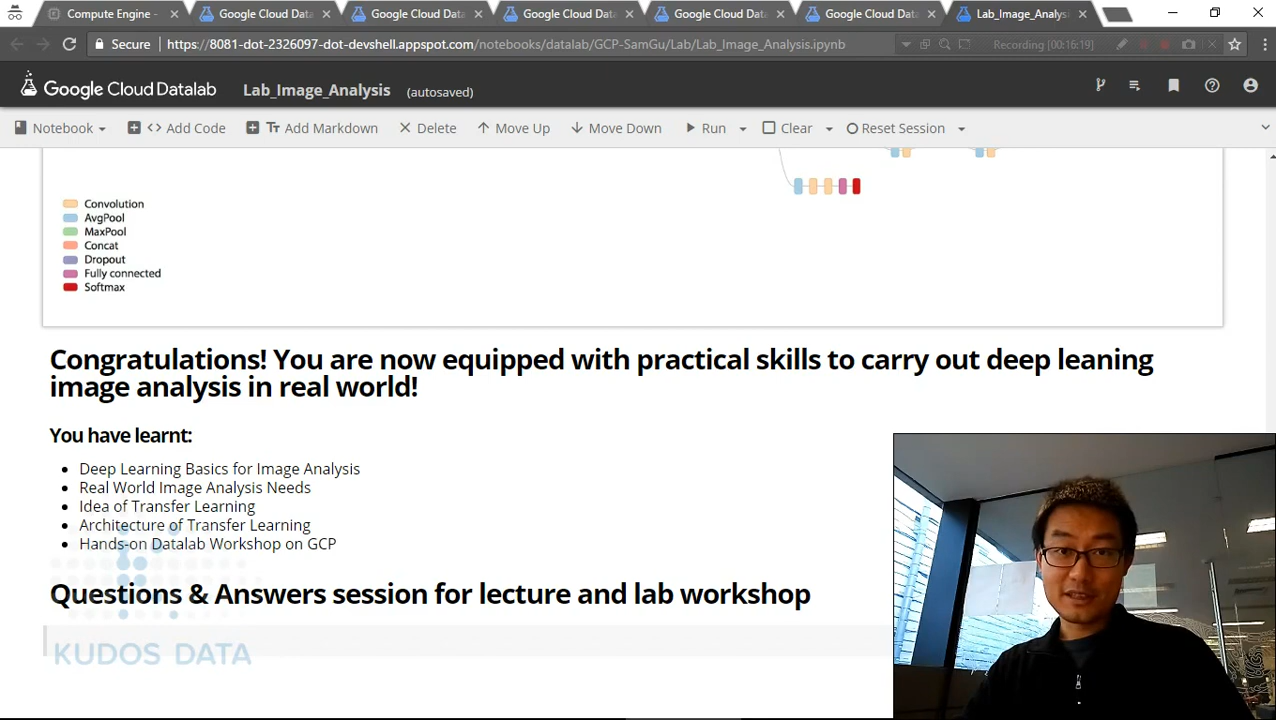 Compute Engine -
Google Cloud Data
Google Cloud Data
Google Cloud Data
Google Cloud Data
Google Cloud Data
Lab_Image_Analysi
Secure
https://8081-dot-2326097-dot-devshell.appspot.com/notebooks/datalab/GCP-SamGu/Lab/Lab_Image_Analysis.ipynb
Recording [00:16:19]
Google Cloud Datalab
Lab_Image_Analysis
(autosaved)
Notebook
<> Add Code
Tт Add Markdown
Delete
Move Up
Move Down
Run
Clear
Reset Session
Convolution
AvgPool
MaxPool
Concat
Dropout
Fully connected
Softmax
Congratulations! You are now equipped with practical skills to carry out deep leaning
image analysis in real world!
You have learnt:
Deep Learning Basics for Image Analysis
Real World Image Analysis Needs
Idea of Transfer Learning
Architecture of Transfer Learning
Hands-on Datalab Workshop on GCP
Questions & Answers session for lecture and lab workshop
KUDOS DATA